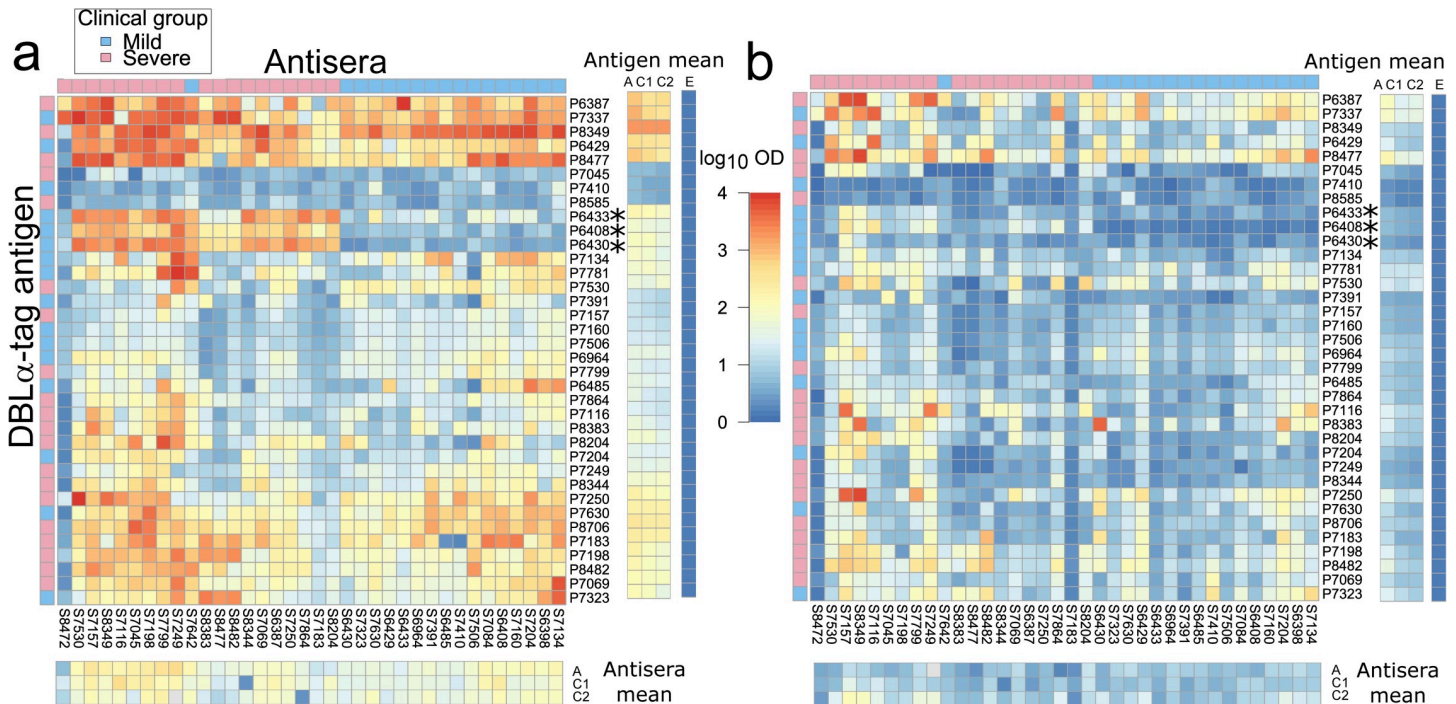 Clinical group
Mild
Severe
a
Antisera
Antigen mean
A C1 C2 E
DBLα-tag antigen
P6387
P7337
P8349
P6429
P8477
P7045
P7410
P8585
P6433*
P6408*
P6430*
P7134
P7781
P7530
P7391
P7157
P7160
P7506
P6964
P7799
P6485
P7864
P7116
P8383
P8204
P7204
P7249
P8344
P7250
P7630
P8706
P7183
P7198
P8482
P7069
P7323
S8472 S7530 S7157 S8349 S7116 S7045 S7198 S7799 S7249 S7642 S8383 S8477 S8482 S8344 S7069 S6387 S7250 S7864 S7183 S8204 S6430 S7323 S7630 S6429 S6433 S6964 S7391 S6485 S7410 S7506 S7084 S6408 S7160 S7204 S6398 S7134
A
C1
C2
Antisera
mean
log10 OD
4
3
2
1
0
b
Antigen mean
A C1 C2 E
P6387
P7337
P8349
P6429
P8477
P7045
P7410
P8585
P6433*
P6408*
P6430*
P7134
P7781
P7530
P7391
P7157
P7160
P7506
P6964
P7799
P6485
P7864
P7116
P8383
P8204
P7204
P7249
P8344
P7250
P7630
P8706
P7183
P7198
P8482
P7069
P7323
S8472 S7530 S7157 S8349 S7116 S7045 S7198 S7799 S7249 S7642 S8383 S8477 S8482 S8344 S7069 S6387 S7250 S7864 S7183 S8204 S6430 S7323 S7630 S6429 S6433 S6964 S7391 S6485 S7410 S7506 S7084 S6408 S7160 S7204 S6398 S7134
A
C1
C2
Antisera
mean